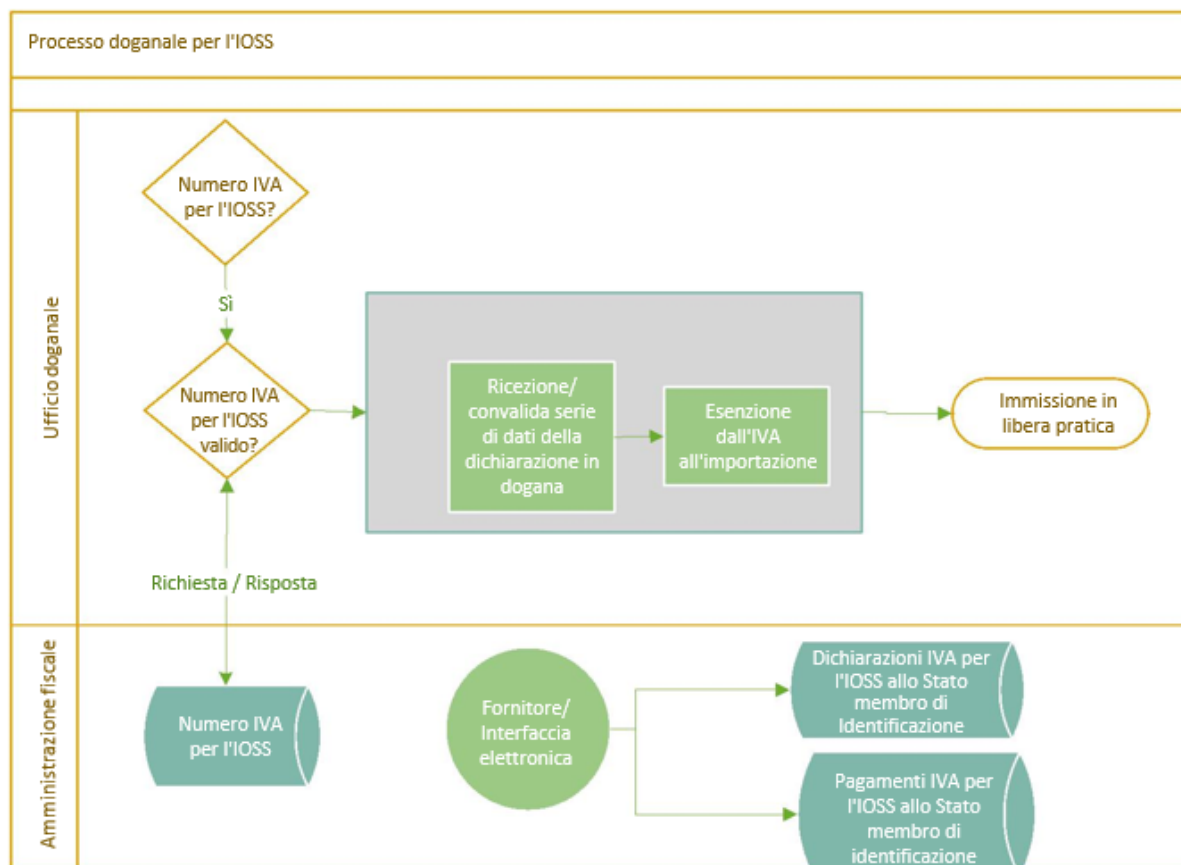 Processo doganale per l'IOSS
Ufficio doganale
Numero IVA
per l'IOSS?
Sì
Numero IVA
per l'IOSS
valido?
Ricezione/
convalida serie
di dati della
dichiarazione in
dogana
Esenzione
dall'IVA
all'importazione
Immissione in
libera pratica
Richiesta / Risposta
Amministrazione fiscale
Numero IVA
per l'IOSS
Fornitore/
Interfaccia
elettronica
Dichiarazioni IVA per
l'IOSS allo Stato
membro di
Identificazione
Pagamenti IVA per
l'IOSS allo Stato
membro di
identificazione